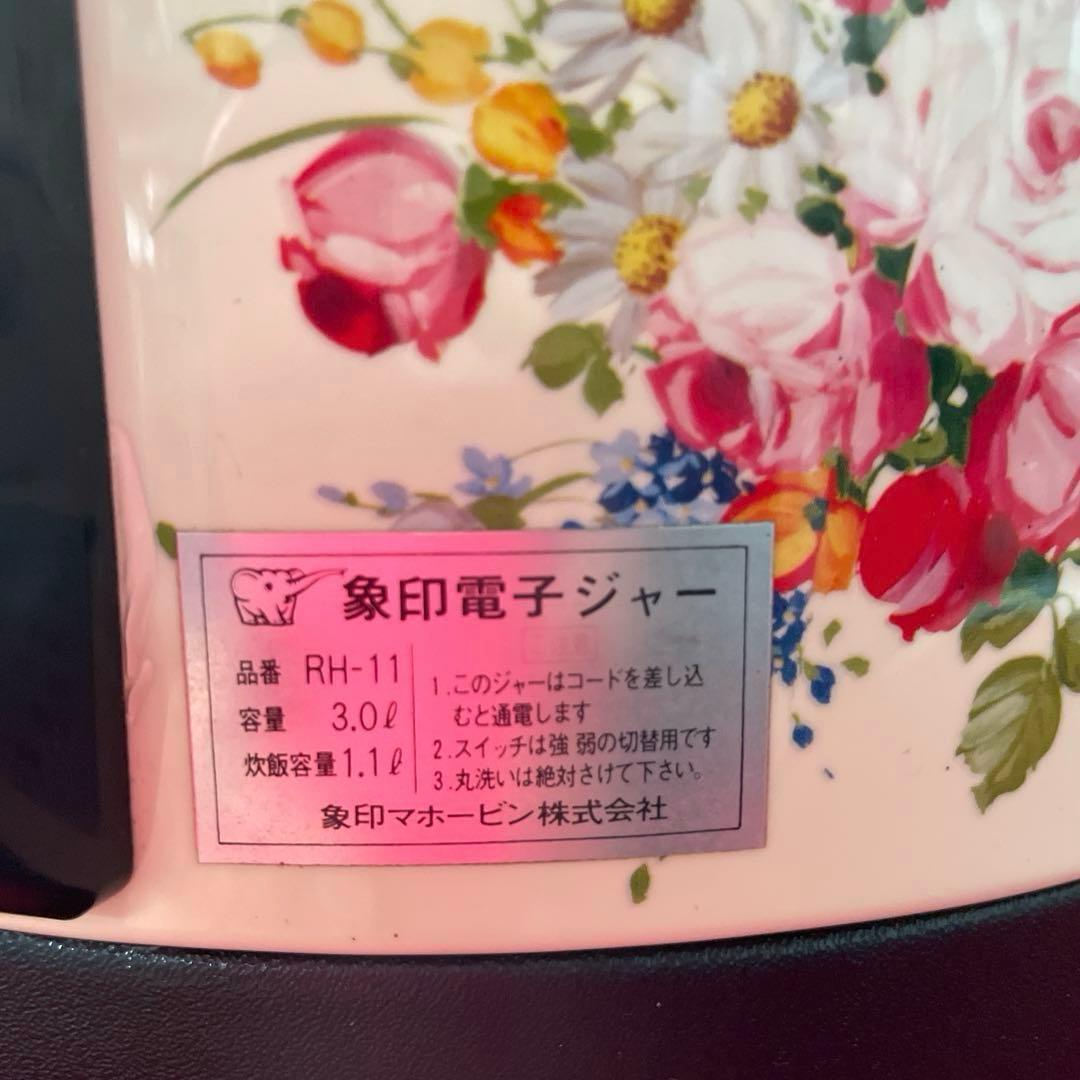 象印電子ジャー
品番 RH-11
容量 3.0ℓ
炊飯容量 1.1ℓ
1.このジャーはコードを差し込
むと通電します
2.スイッチは強 弱の切替用です
3.丸洗いは絶対さけて下さい。
象印マホービン株式会社